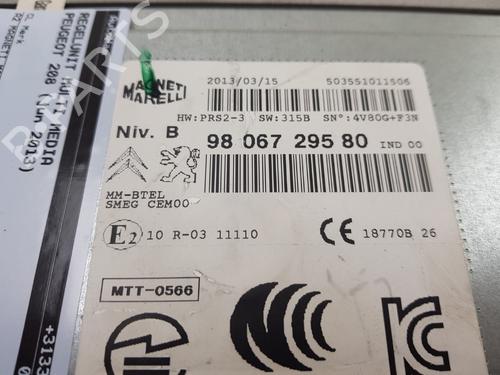 REGELUNIT MULTI MEDIA
PEUGEOT 208 (Jun 2013)
MAGNETI
MARELLI
2013/03/15
503551011506
HW:PRS2-3 SW:315B SN°:4V80G+F3N
Niv. B
98 067 295 80 IND 00
MM-BTEL
SMEG CEM00
E2 10 R-03 11110
CE 18770B 26
MTT-0566